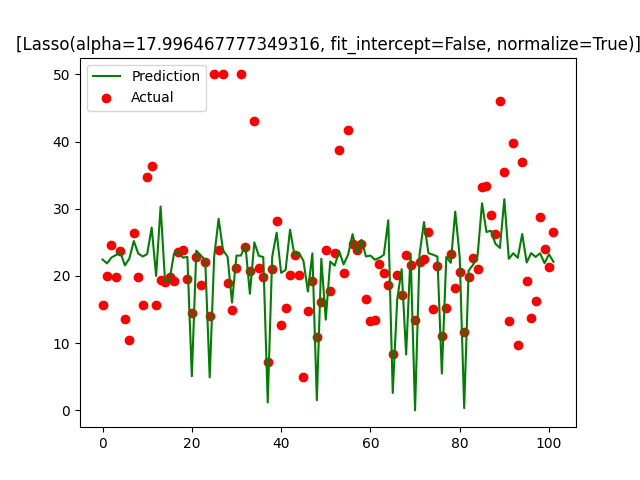 [Lasso(alpha=17.996467777349316, fit_intercept=False, normalize=True)]
50
40
30
20
10
0
Prediction
Actual
0 20 40 60 80 100